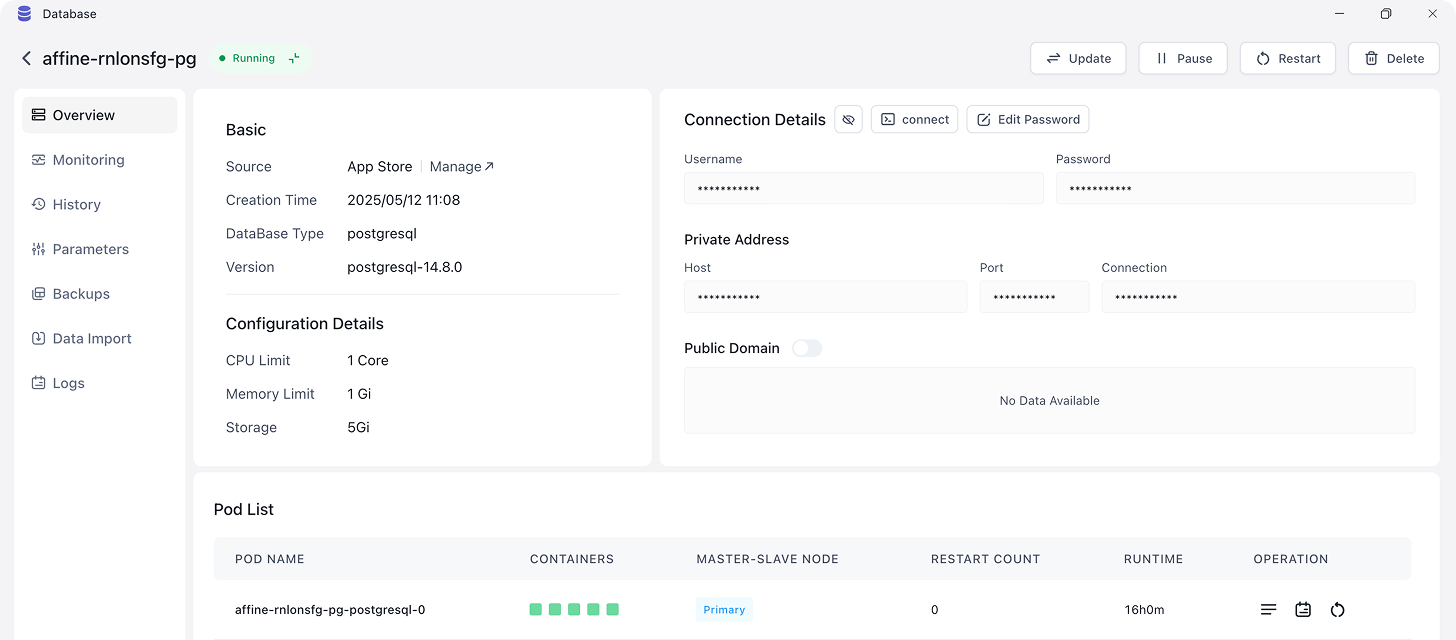 Database
affine-rnlonsfg-pg
Running
Update
Pause
Restart
Delete
Overview
Monitoring
History
Parameters
Backups
Data Import
Logs
Basic
Source App Store Manage
Creation Time 2025/05/12 11:08
DataBase Type postgresql
Version postgresql-14.8.0
Configuration Details
CPU Limit 1 Core
Memory Limit 1 Gi
Storage 5Gi
Connection Details connect Edit Password
Username Password
*********** ***********
Private Address
Host Port Connection
*********** *********** ***********
Public Domain
No Data Available
Pod List
POD NAME CONTAINERS MASTER-SLAVE NODE RESTART COUNT RUNTIME OPERATION
affine-rnlonsfg-pg-postgresql-0 Primary 0 16h0m